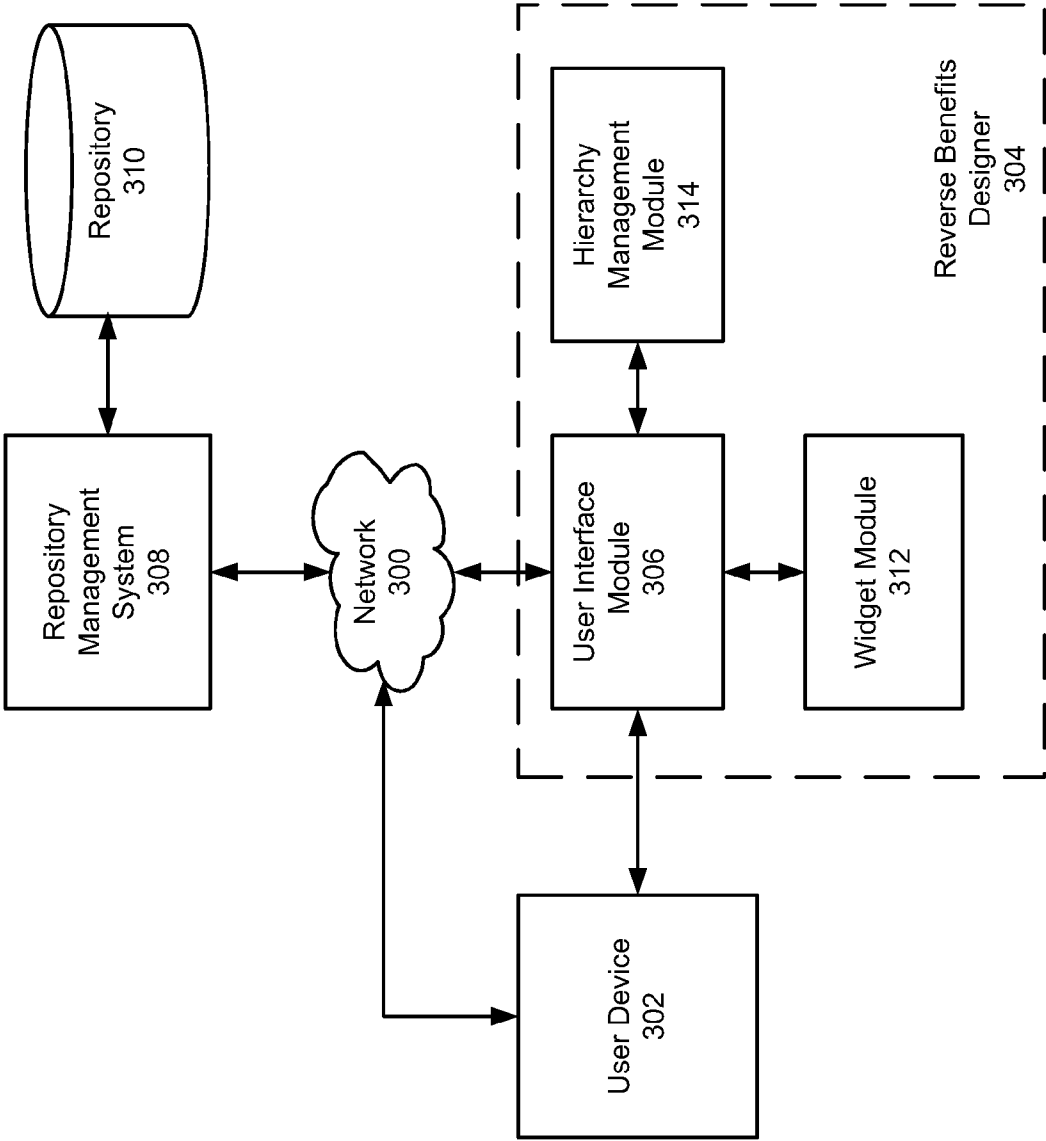 Repository
310
Repository
Management
System
308
Network
300
Hierarchy
Management
Module
314
User Interface
Module
306
Widget Module
312
Reverse Benefits
Designer
304
User Device
302